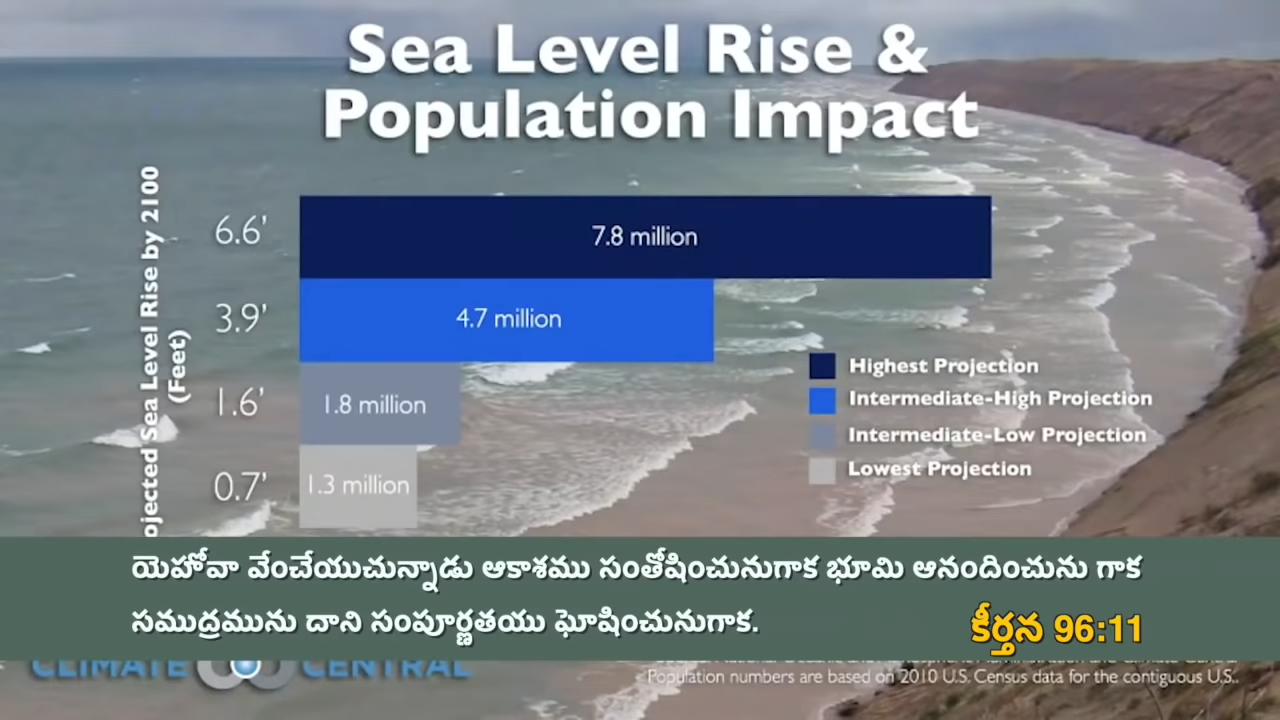 Sea Level Rise &
Population Impact
ojected Sea Level Rise by 2100
(Feet)
6.6' 7.8 million
3.9' 4.7 million
1.6' 1.8 million
0.7' 1.3 million
Highest Projection
Intermediate-High Projection
Intermediate-Low Projection
Lowest Projection
యెహోవా వేంచేయుచున్నాడు ఆకాశము సంతోషించునుగాక భూమి ఆనందించును గాక
సముద్రమును దాని సంపూర్ణతయు ఘోషించునుగాక.
కీర్తన 96:11
CLIMATE CENTRAL
Population numbers are based on 2010 U.S. Census data for the contiguous U.S..